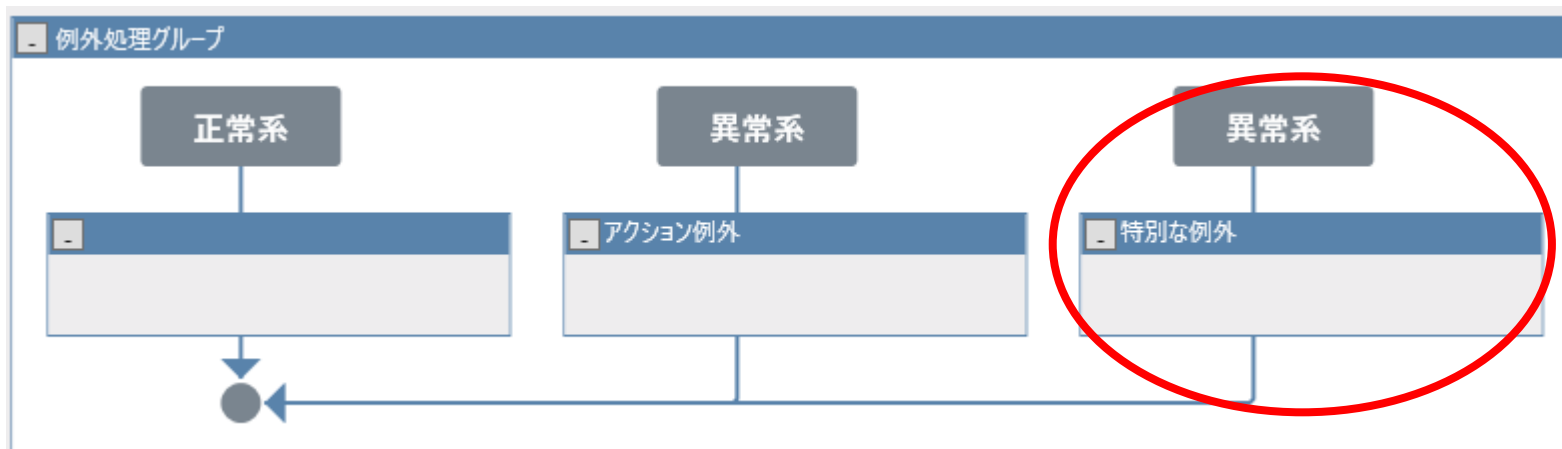 例外処理グループ
正常系
異常系
異常系
アクション例外
特別な例外